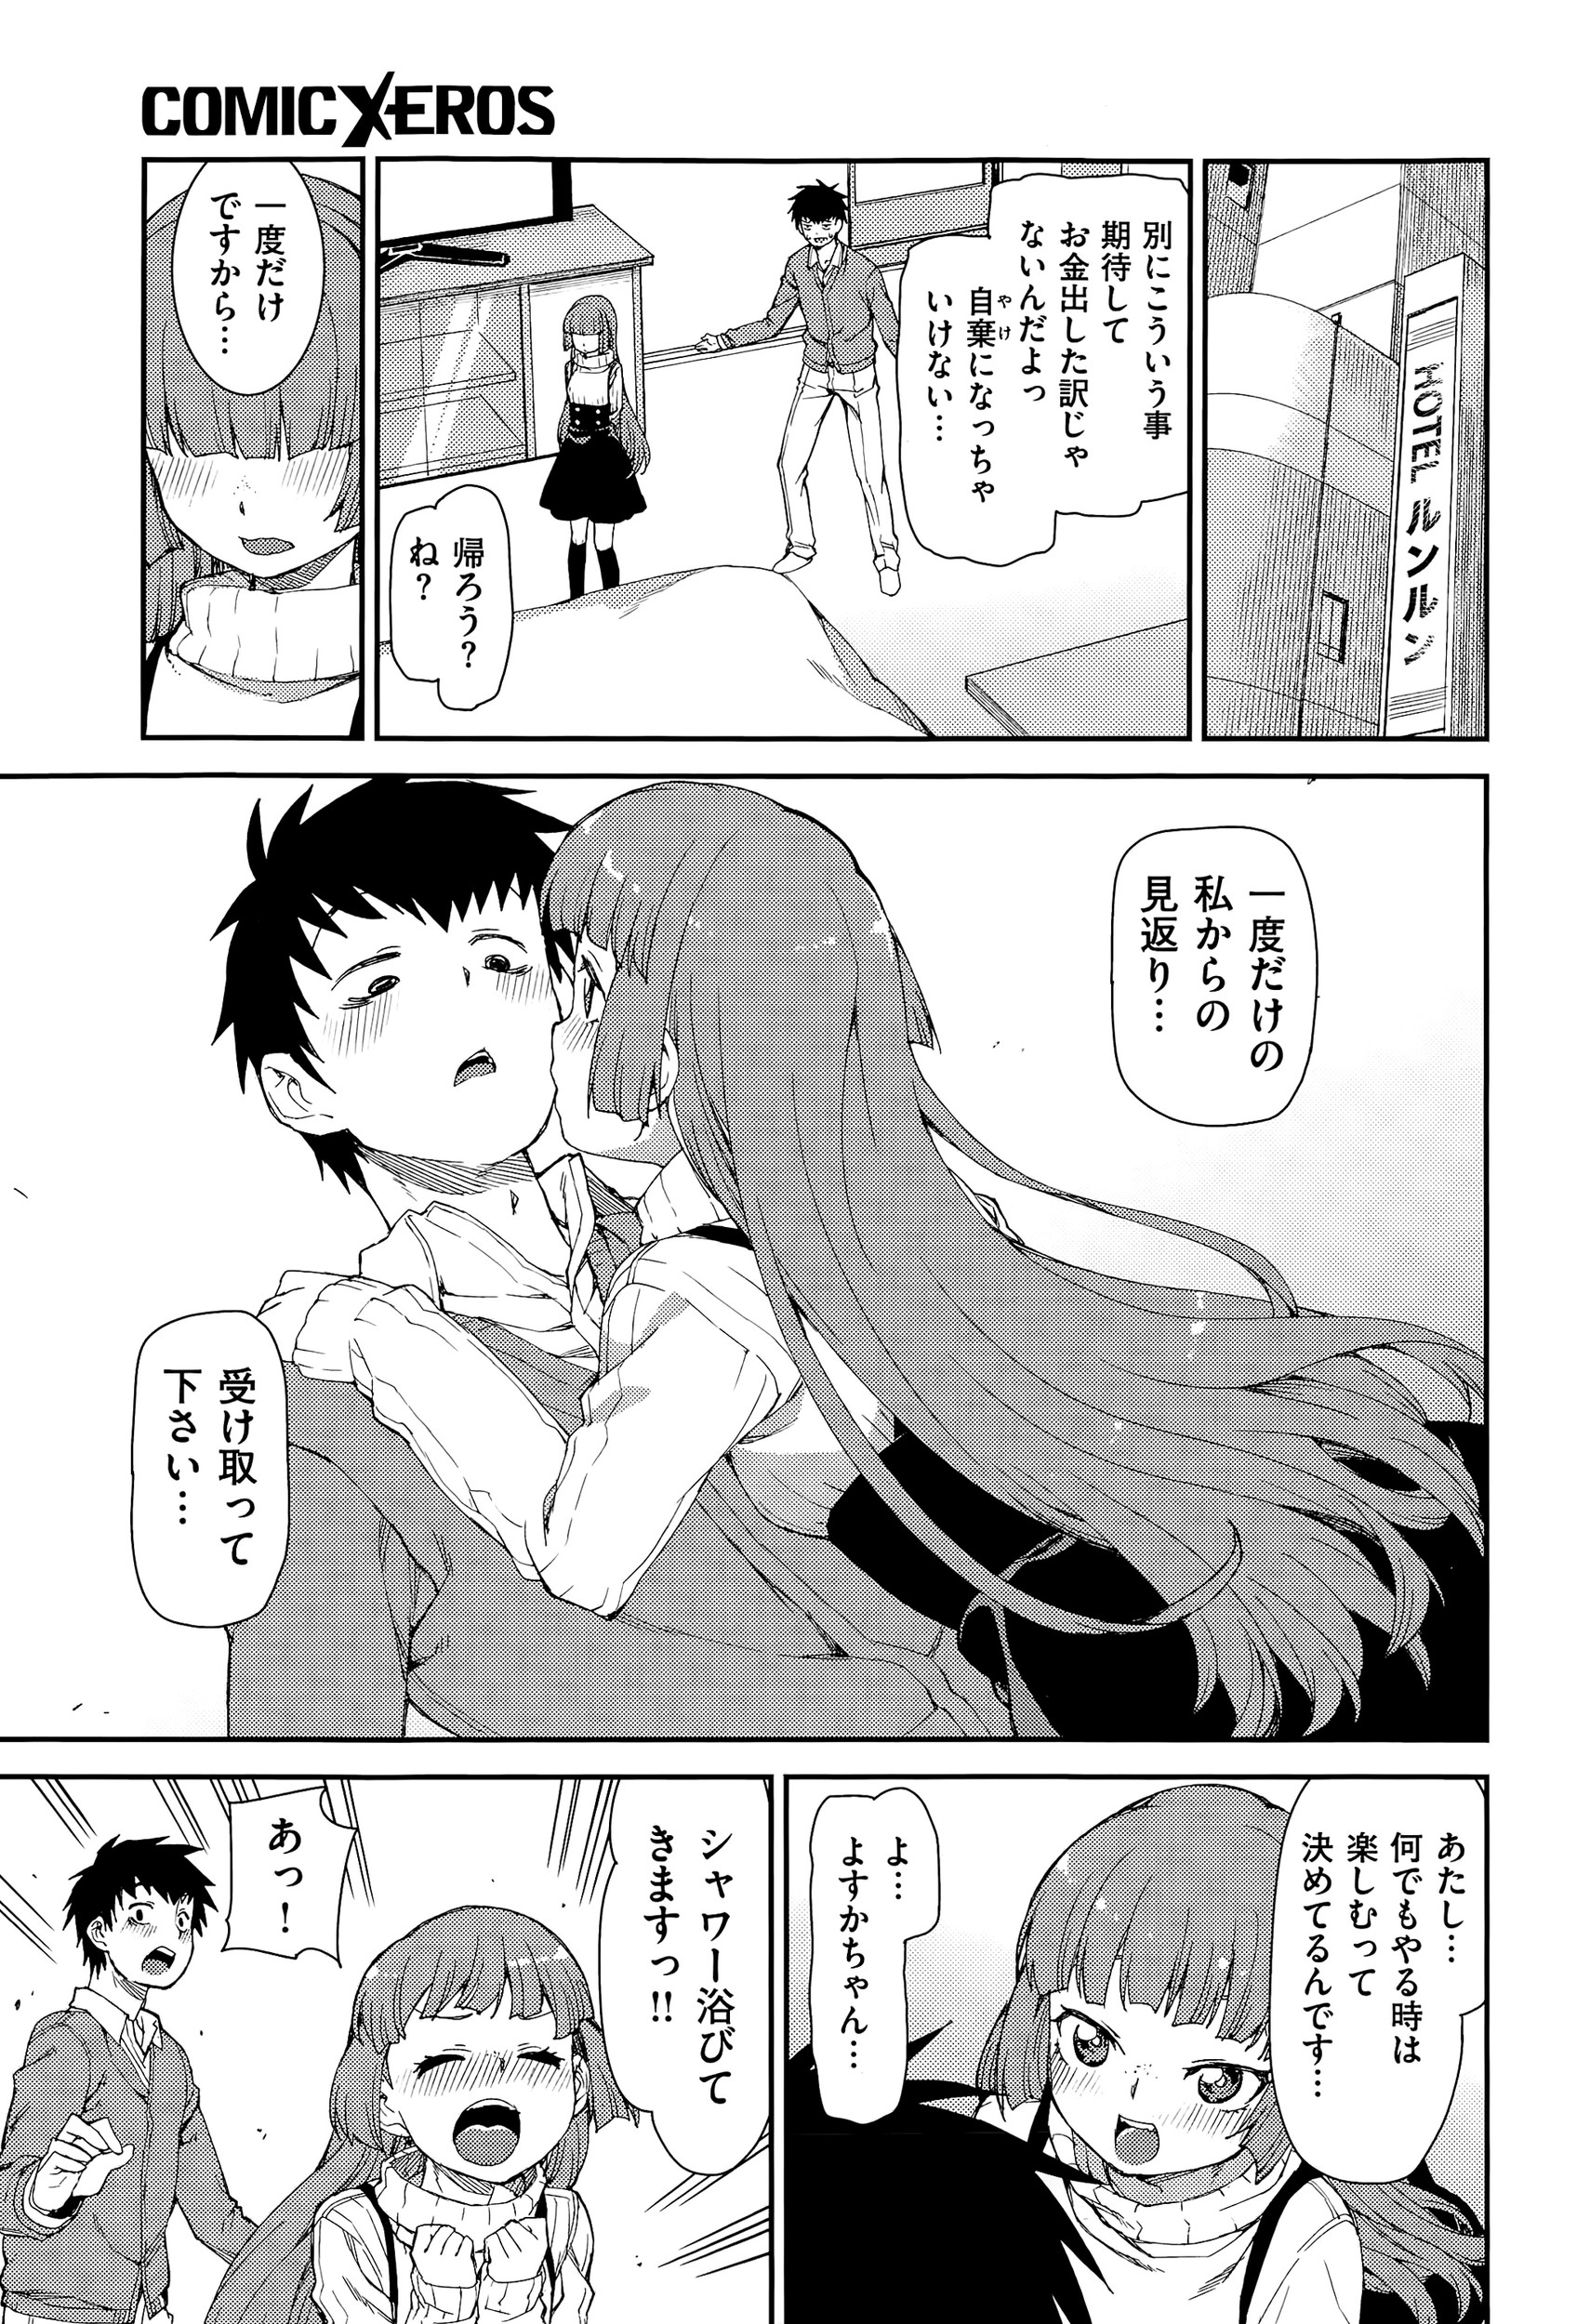 COMIC X-EROS
HOTEL ルンルン
別にこういう事
期待して
お金出した訳じゃ
ないんだよっ
自棄になっちゃ
やけ
いけない…
帰ろう?
ね?
一度だけ
ですから…
一度だけの
私からの
見返り…
受け取って
下さい…
あたし…
何でもやる時は
楽しむって
決めてるんです…
よ…
よすかちゃん…
シャワー浴びて
きますっ!!
あっ!